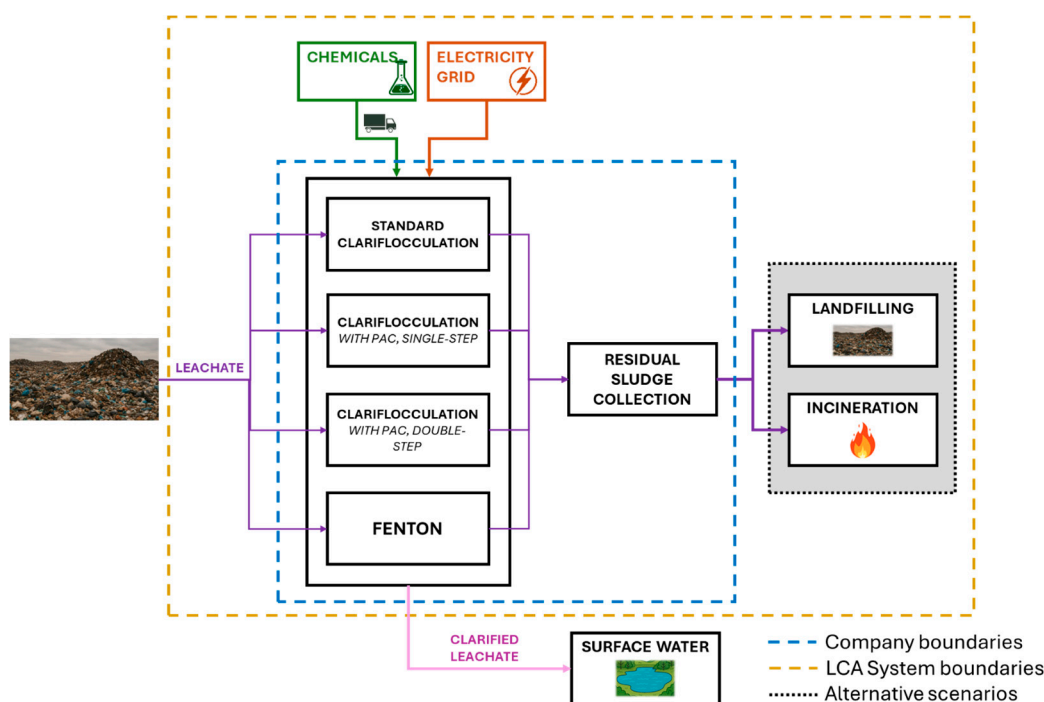 CHEMICALS
ELECTRICITY
GRID
STANDARD
CLARIFLOCCULATION
CLARIFLOCCULATION
WITH PAC, SINGLE-STEP
CLARIFLOCCULATION
WITH PAC, DOUBLE-
STEP
FENTON
LEACHATE
RESIDUAL
SLUDGE
COLLECTION
LANDFILLING
INCINERATION
CLARIFIED
LEACHATE
SURFACE WATER
Company boundaries
LCA System boundaries
Alternative scenarios